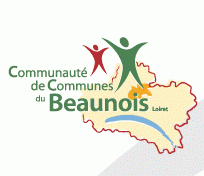 Communauté
de Communes
du Beaunois Loiret